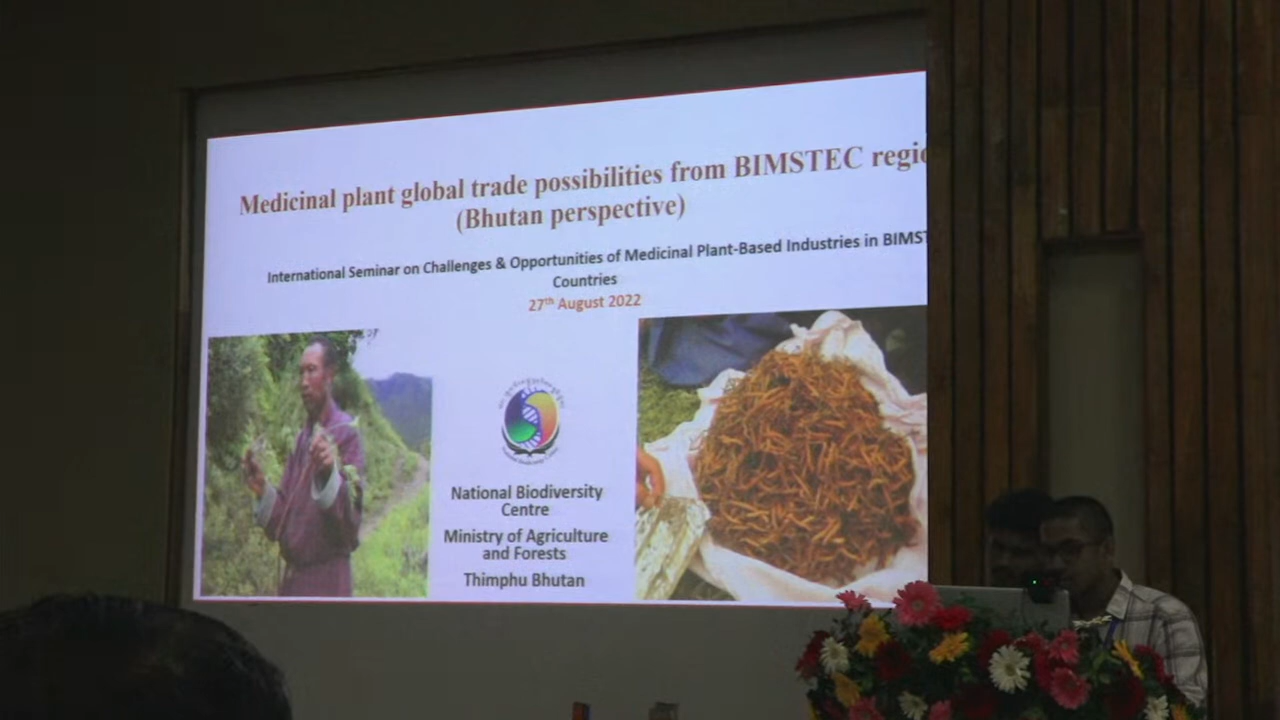 Medicinal plant global trade possibilities from BIMSTEC regio
(Bhutan perspective)
International Seminar on Challenges & Opportunities of Medicinal Plant-Based Industries in BIMST
Countries
27th August 2022
National Biodiversity
Centre
Ministry of Agriculture
and Forests
Thimphu Bhutan